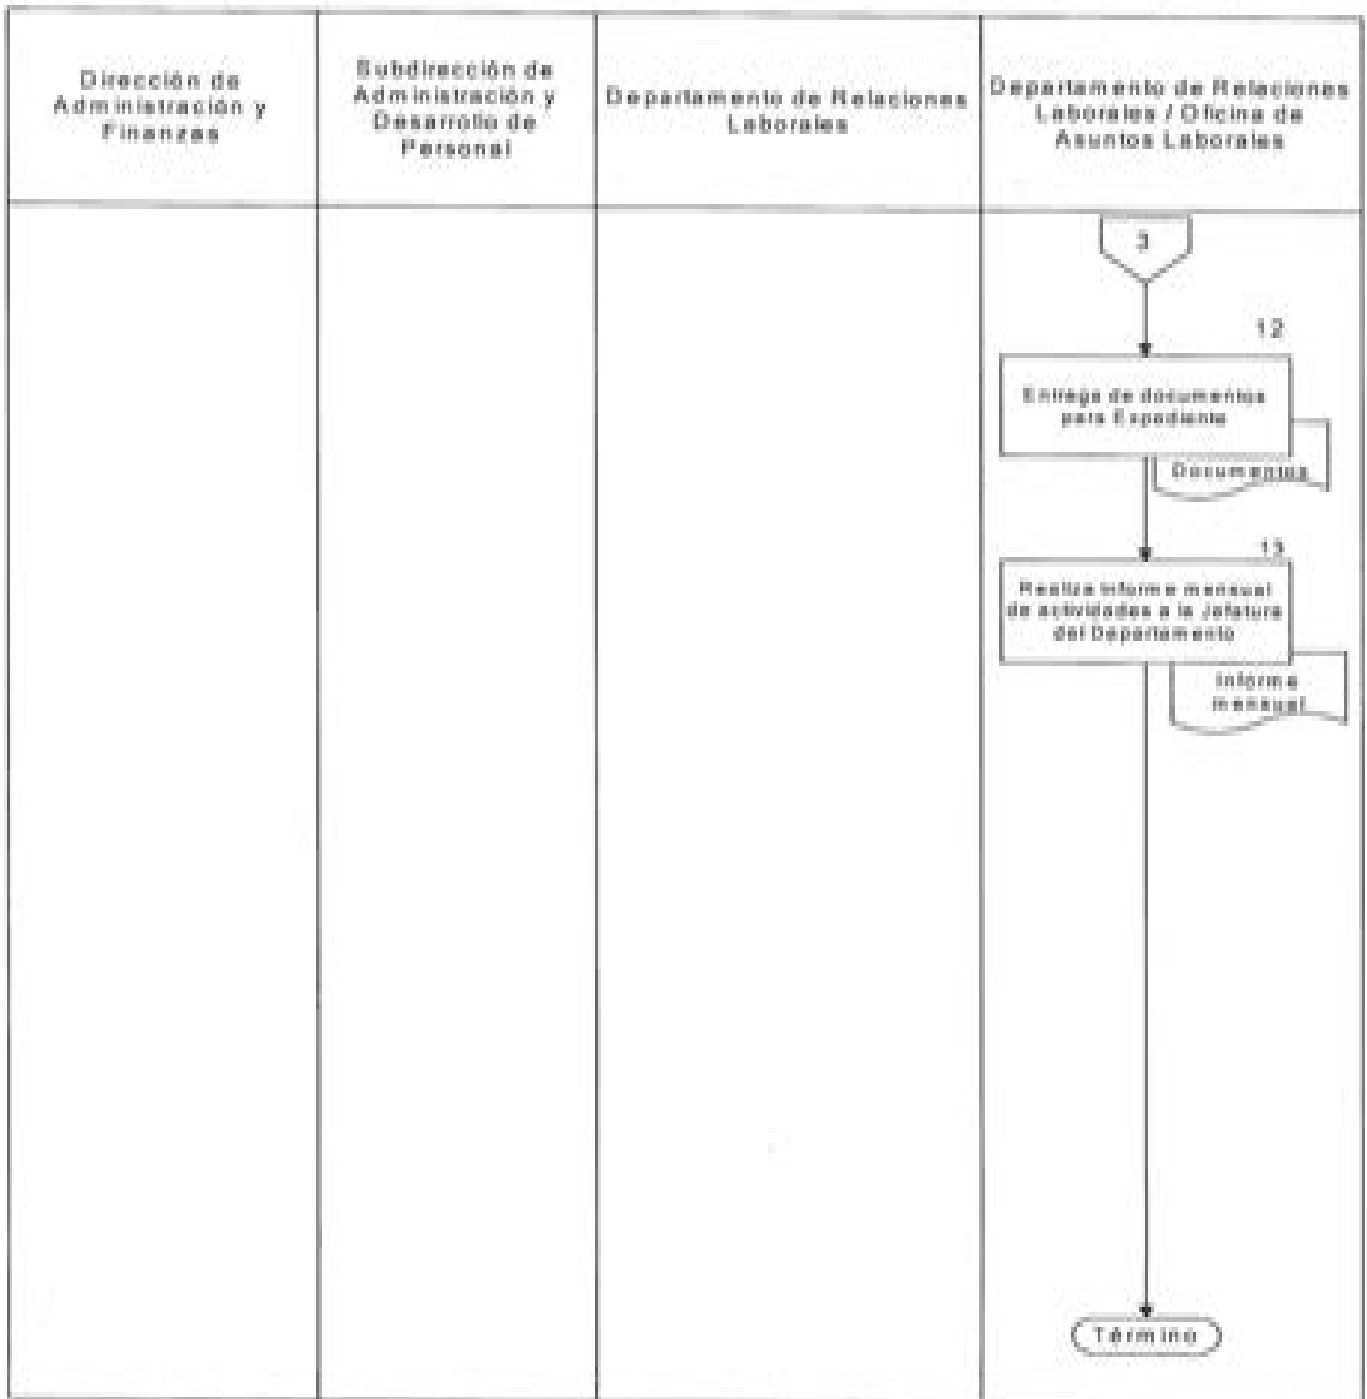 Dirección de
Administración y
Finanzas
Subdirección de
Administración y
Desarrollo de
Personal
Departamento de Relaciones
Laborales
Departamento de Relaciones
Laborales / Oficina de
Asuntos Laborales
3
12
Entrega de documentos
para Expediente
Documentos
13
Realiza informe mensual
de actividades a la Jefatura
del Departamento
Informe
mensual
Término